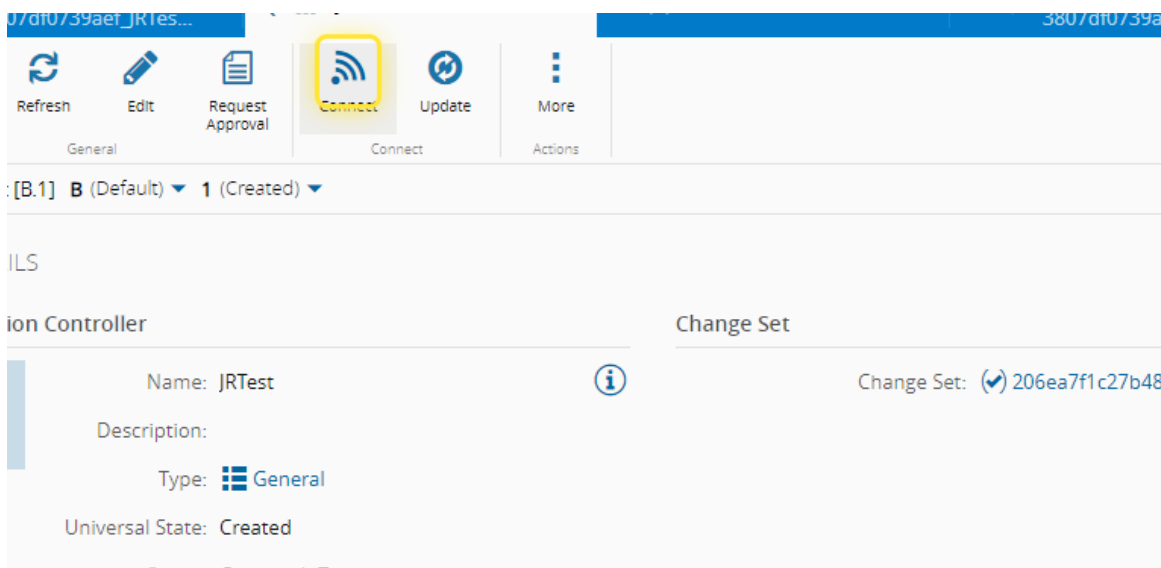 07df0739aef_JRTes...
3807df0739a
Refresh
Edit
Request
Approval
Connect
Update
More
General
Connect
Actions
[B.1] B (Default) 1 (Created)
ILS
ion Controller
Change Set
Name: JRTest
Change Set: 206ea7f1c27b48
Description:
Type: General
Universal State: Created